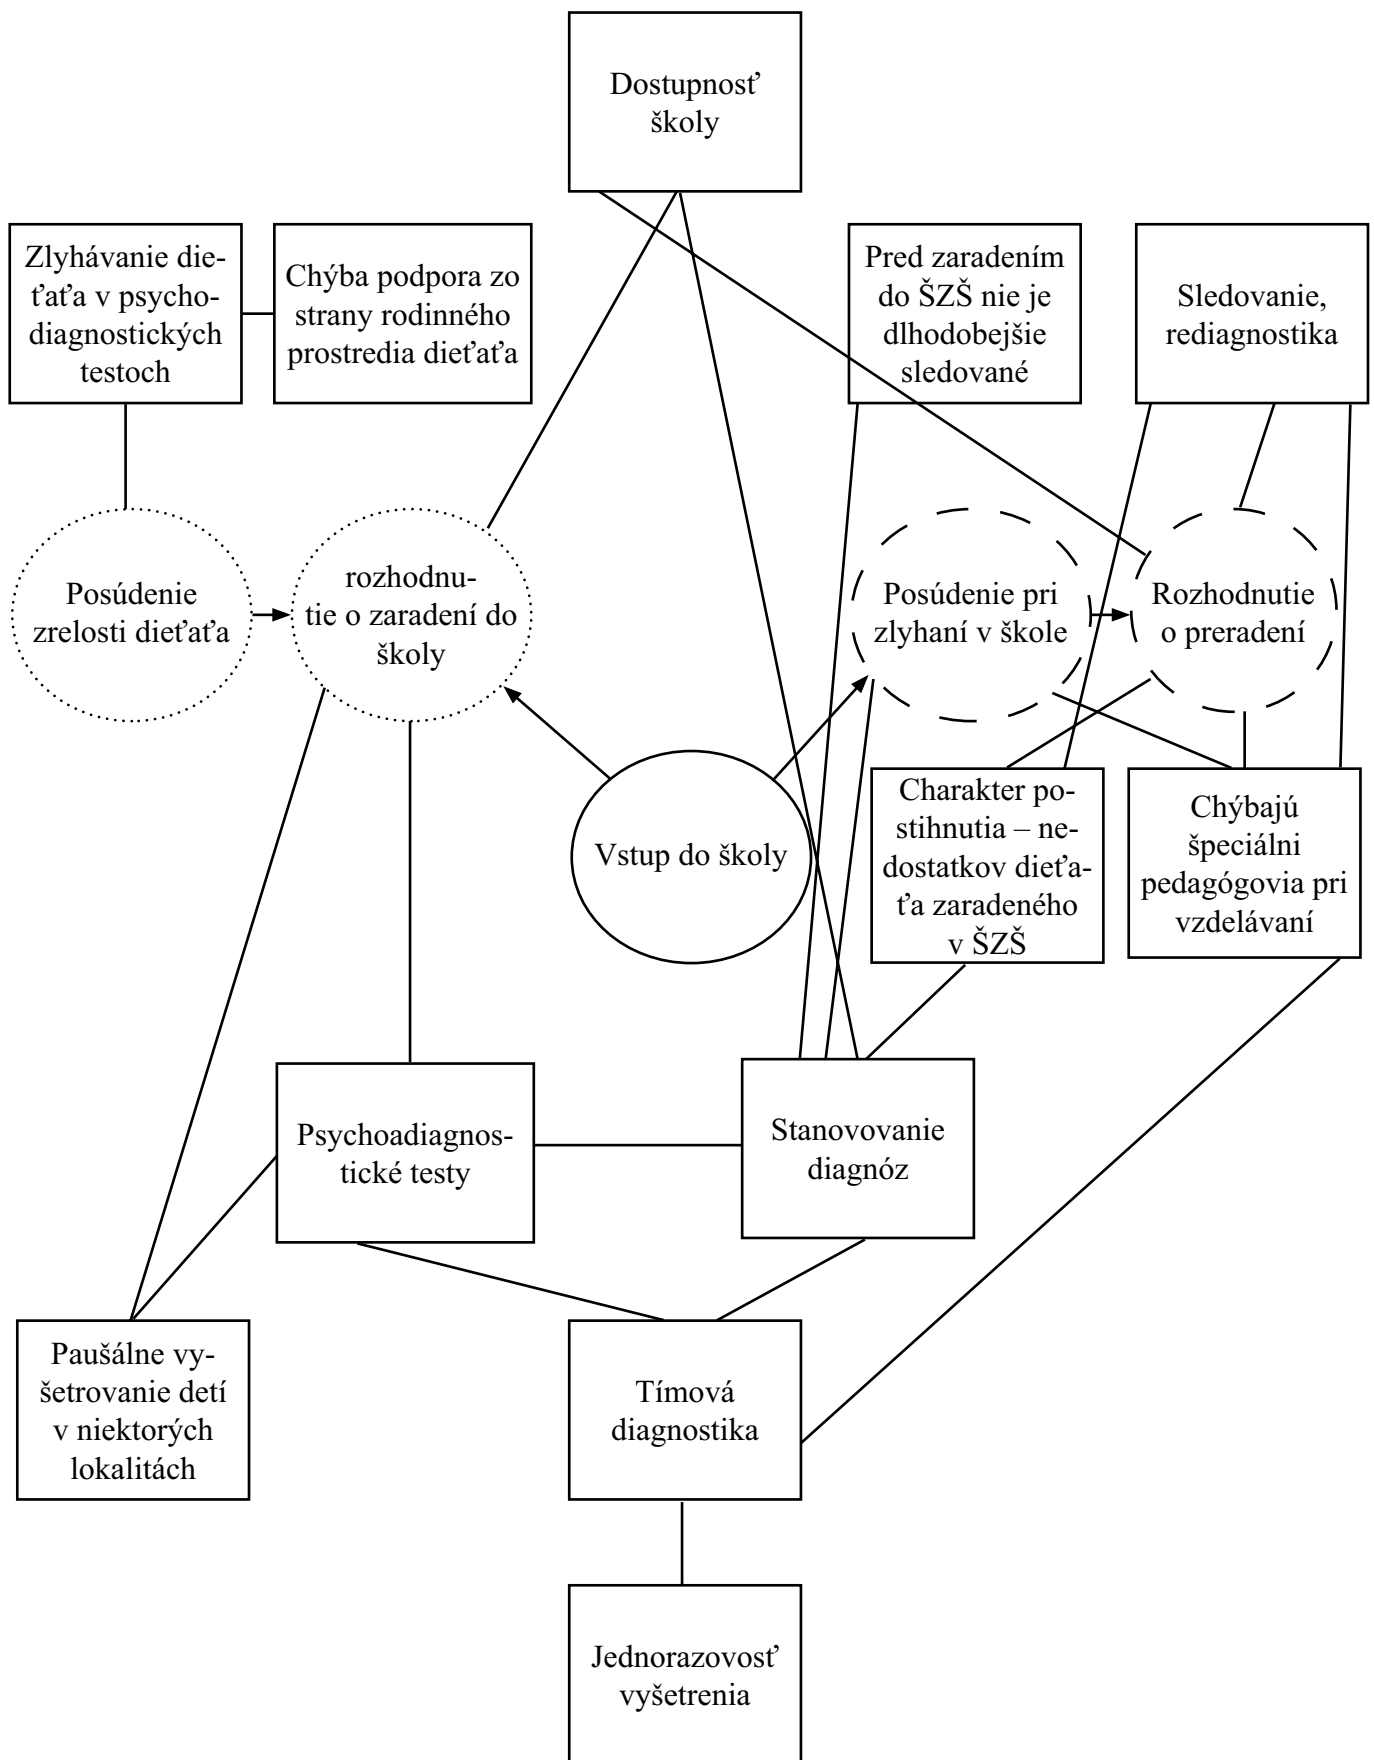 Dostupnosť
školy
Zlyhávanie die-
ťaťa v psycho-
diagnostických
testoch
Chýba podpora zo
strany rodinného
prostredia dieťaťa
Pred zaradením
do ŠZŠ nie je
dlhodobejšie
sledované
Sledovanie,
rediagnostika
Posúdenie
zrelosti dieťaťa
rozhodnu-
tie o zaradení do
školy
Posúdenie pri
zlyhaní v škole
Rozhodnutie
o preradení
Vstup do školy
Charakter po-
stihnutia – ne-
dostatkov dieťa-
ťa zaradeného
v ŠZŠ
Chýbajú
špeciálni
pedagógovia pri
vzdelávaní
Psychoadiagnos-
tické testy
Stanovovanie
diagnóz
Paušálne vy-
šetrovanie detí
v niektorých
lokalitách
Tímová
diagnostika
Jednorazovosť
vyšetrenia